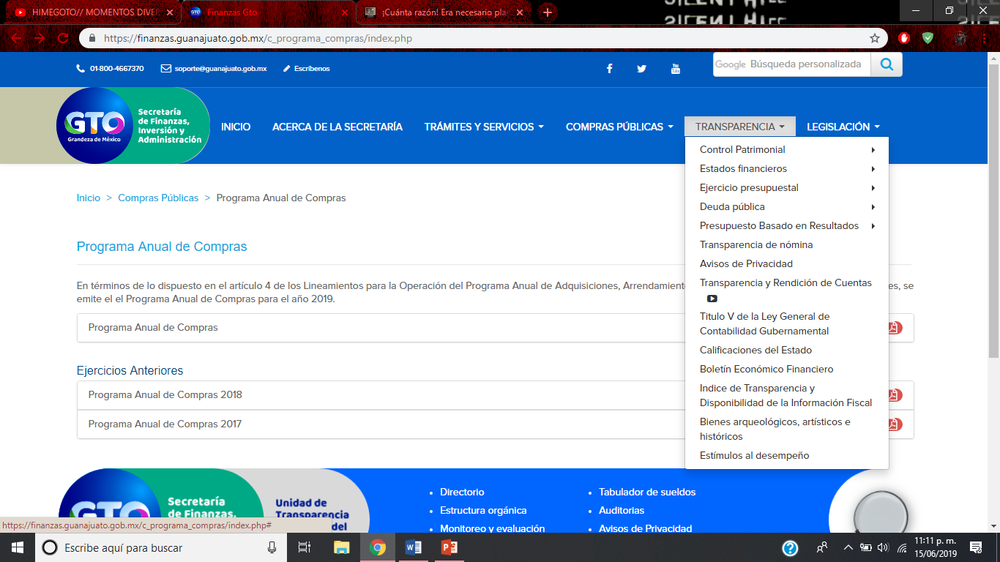 HIMEGOTO// MOMENTOS DIVE
Finanzas Gto
¡Cuánta razón! Era necesario pla
https://finanzas.guanajuato.gob.mx/c_programa_compras/index.php
01-800-4667370
soporte@guanajuato.gob.mx
Escríbenos
Google Búsqueda personalizada
GTO
Grandeza de México
Secretaría
de Finanzas,
Inversión y
Administración
INICIO
ACERCA DE LA SECRETARÍA
TRÁMITES Y SERVICIOS
COMPRAS PÚBLICAS
TRANSPARENCIA
LEGISLACIÓN
Control Patrimonial
Estados financieros
Ejercicio presupuestal
Deuda pública
Presupuesto Basado en Resultados
Transparencia de nómina
Avisos de Privacidad
Transparencia y Rendición de Cuentas
Titulo V de la Ley General de
Contabilidad Gubernamental
Calificaciones del Estado
Boletín Económico Financiero
Indice de Transparencia y
Disponibilidad de la Información Fiscal
Bienes arqueológicos, artísticos e
históricos
Estímulos al desempeño
Inicio > Compras Públicas > Programa Anual de Compras
Programa Anual de Compras
En términos de lo dispuesto en el artículo 4 de los Lineamientos para la Operación del Programa Anual de Adquisiciones, Arrendamiento es, se
emite el el Programa Anual de Compras para el año 2019.
Programa Anual de Compras
Ejercicios Anteriores
Programa Anual de Compras 2018
Programa Anual de Compras 2017
GTO
Secretaría
de Finanzas,
Unidad de
Transparencia
del
Directorio
Estructura orgánica
Monitoreo y evaluación
Tabulador de sueldos
Auditorias
Avisos de Privacidad
https://finanzas.guanajuato.gob.mx/c_programa_compras/index.php#
Escribe aquí para buscar
11:11 p. m.
15/06/2019